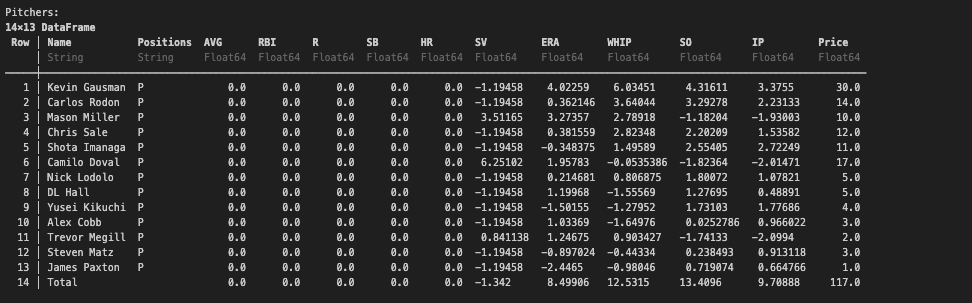 Pitchers:
14×13 DataFrame
Row │ Name Positions AVG RBI R SB HR SV ERA WHIP SO IP Price
│ String String Float64 Float64 Float64 Float64 Float64 Float64 Float64 Float64 Float64 Float64 Float64
1 │ Kevin Gausman P 0.0 0.0 0.0 0.0 0.0 −1.19458 4.02259 6.03451 4.31611 3.3755 30.0
2 │ Carlos Rodon P 0.0 0.0 0.0 0.0 0.0 −1.19458 0.362146 3.64044 3.29278 2.23133 14.0
3 │ Mason Miller P 0.0 0.0 0.0 0.0 0.0 3.51165 3.27357 2.78918 −1.18204 −1.93003 10.0
4 │ Chris Sale P 0.0 0.0 0.0 0.0 0.0 −1.19458 0.381559 2.82348 2.20209 1.53582 12.0
5 │ Shota Imanaga P 0.0 0.0 0.0 0.0 0.0 −1.19458 −0.348375 1.49589 2.55405 2.72249 11.0
6 │ Camilo Doval P 0.0 0.0 0.0 0.0 0.0 6.25102 1.95783 −0.0535386 −1.82364 −2.01471 17.0
7 │ Nick Lodolo P 0.0 0.0 0.0 0.0 0.0 −1.19458 0.214681 0.806875 1.80072 1.07821 5.0
8 │ DL Hall P 0.0 0.0 0.0 0.0 0.0 −1.19458 1.19968 −1.55569 1.27695 0.48891 5.0
9 │ Yusei Kikuchi P 0.0 0.0 0.0 0.0 0.0 −1.19458 −1.50155 −1.27952 1.73103 1.77686 4.0
10 │ Alex Cobb P 0.0 0.0 0.0 0.0 0.0 −1.19458 1.03369 −1.64976 0.0252786 0.966022 3.0
11 │ Trevor Megill P 0.0 0.0 0.0 0.0 0.0 0.841138 1.24675 0.903427 −1.74133 −2.0994 2.0
12 │ Steven Matz P 0.0 0.0 0.0 0.0 0.0 −1.19458 −0.897024 −0.44334 0.238493 0.913118 3.0
13 │ James Paxton P 0.0 0.0 0.0 0.0 0.0 −1.19458 −2.4465 −0.98046 0.719074 0.664766 1.0
14 │ Total 0.0 0.0 0.0 0.0 0.0 −1.342 8.49906 12.5315 13.4096 9.70888 117.0